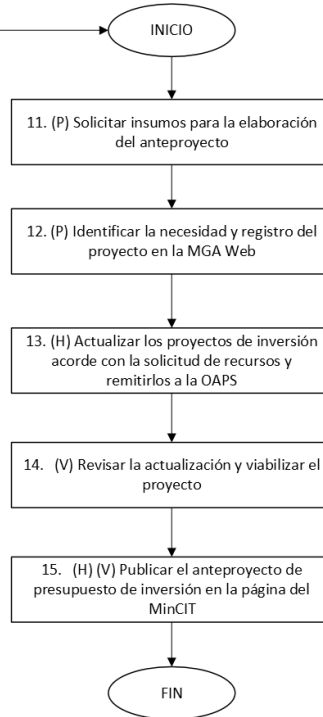 INICIO
11. (P) Solicitar insumos para la elaboración
del anteproyecto
12. (P) Identificar la necesidad y registro del
proyecto en la MGA Web
13. (H) Actualizar los proyectos de inversión
acorde con la solicitud de recursos y
remitirlos a la OAPS
14. (V) Revisar la actualización y viabilizar el
proyecto
15. (H) (V) Publicar el anteproyecto de
presupuesto de inversión en la página del
MinCIT
FIN